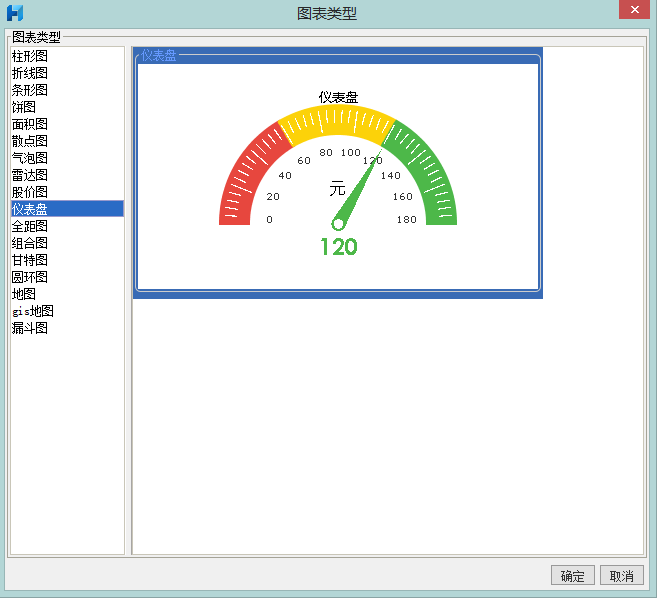 图表类型
图表类型
柱形图
折线图
条形图
饼图
面积图
散点图
气泡图
雷达图
股价图
仪表盘
全距图
组合图
甘特图
圆环图
地图
gis地图
漏斗图
仪表盘
仪表盘
0
20
40
60
80
100
120
140
160
180
元
120
确定
取消